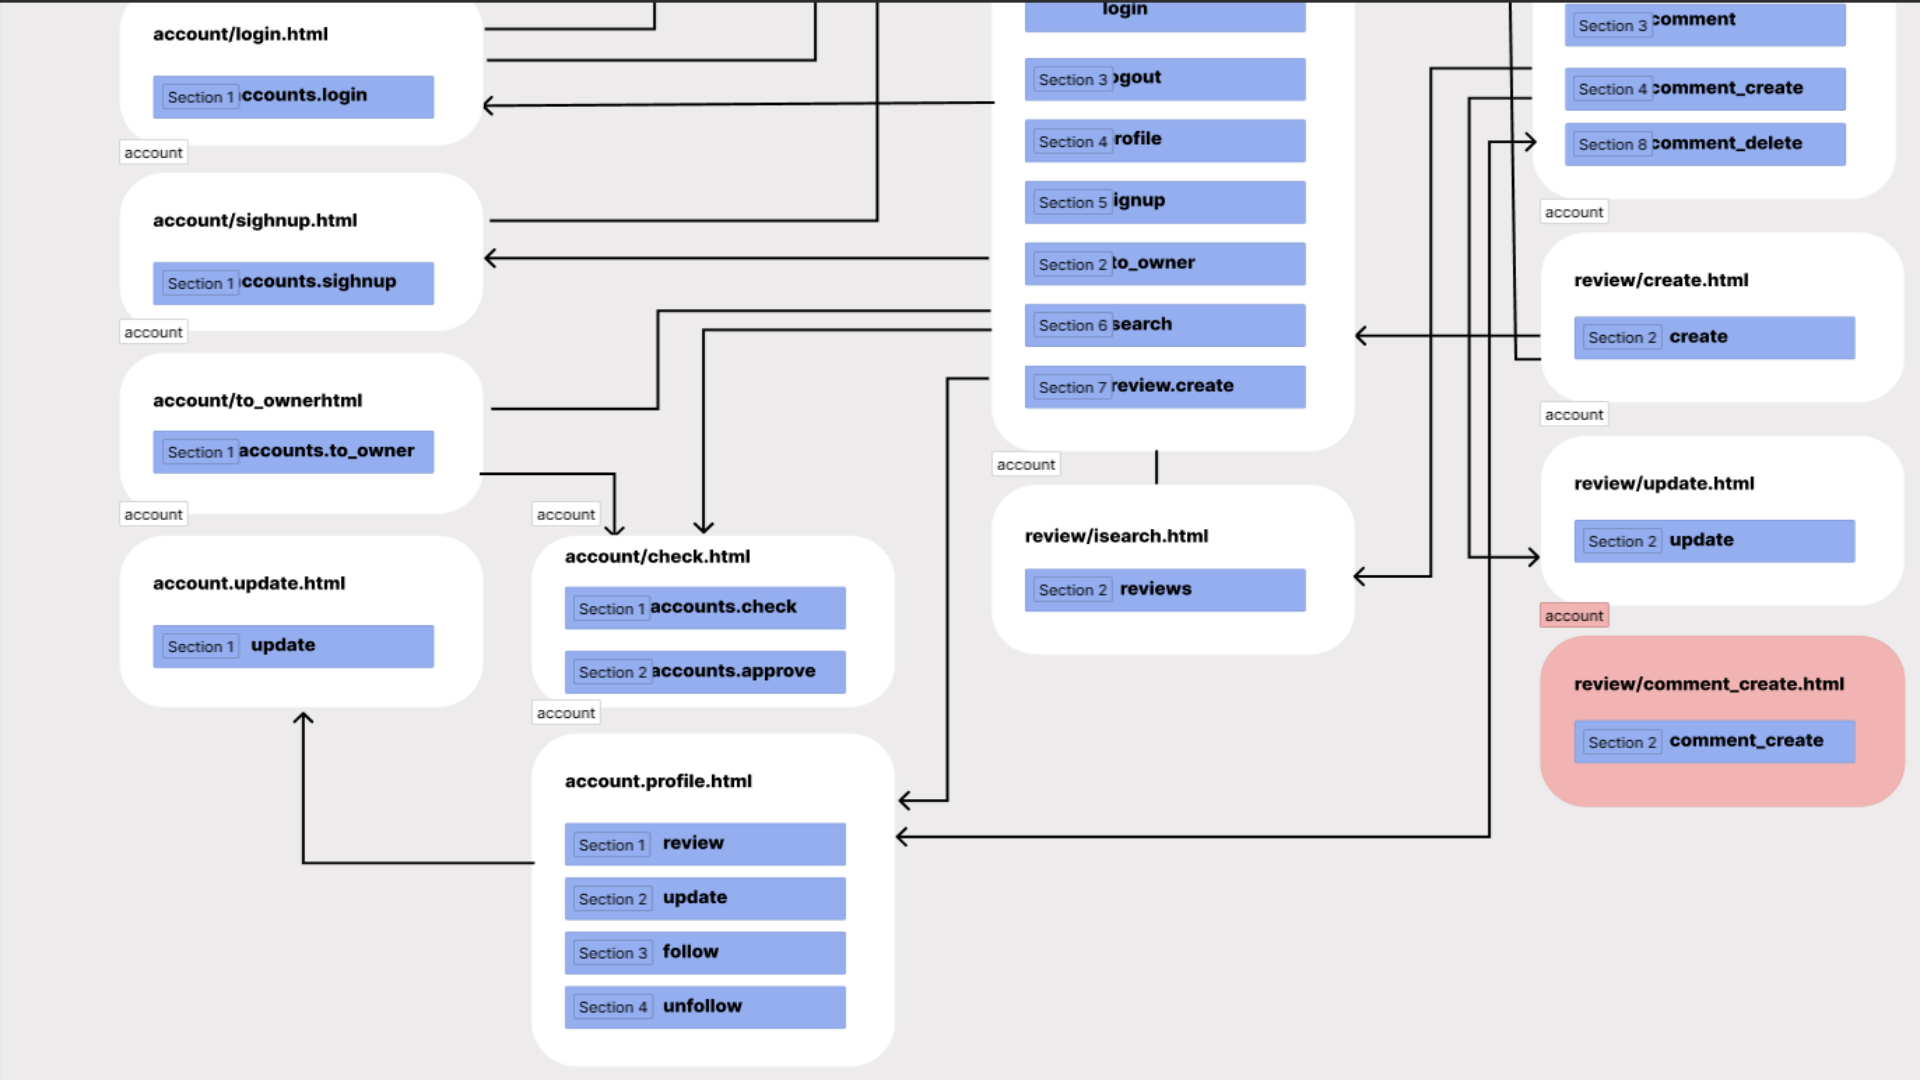 account/login.html
Section 1 ccounts.login
account
account/sighnup.html
Section 1 ccounts.sighnup
account
account/to_ownerhtml
Section 1 accounts.to_owner
account
account.update.html
Section 1 update
account
account/check.html
Section 1 accounts.check
Section 2 accounts.approve
account
account.profile.html
Section 1 review
Section 2 update
Section 3 follow
Section 4 unfollow
login
Section 3 ogout
Section 4 rofile
Section 5 ignup
Section 2 to_owner
Section 6 search
Section 7 review.create
account
review/isearch.html
Section 2 reviews
Section 3 comment
Section 4 comment_create
Section 8 comment_delete
account
review/create.html
Section 2 create
account
review/update.html
Section 2 update
account
review/comment_create.html
Section 2 comment_create